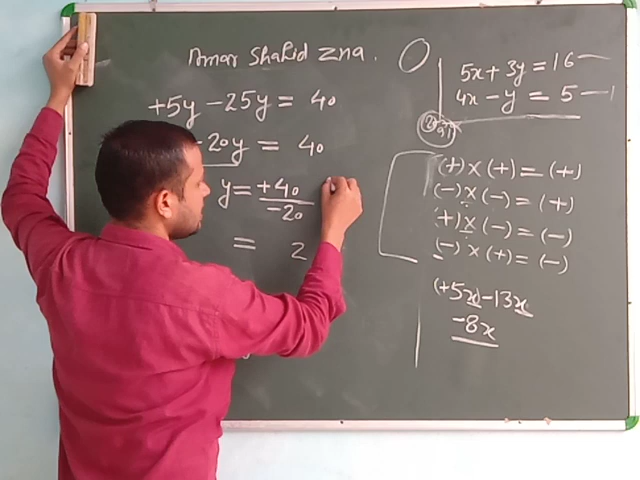 Amar Shahid zna.
+5y - 25y = 40
-20y = 40
y = +40/-20
= 2
5x + 3y = 16 —
4x - y = 5 —
(+) x (+) = (+)
(-) x (-) = (+)
(+) x (-) = (-)
(-) x (+) = (-)
(+5x) - 13x
-8x